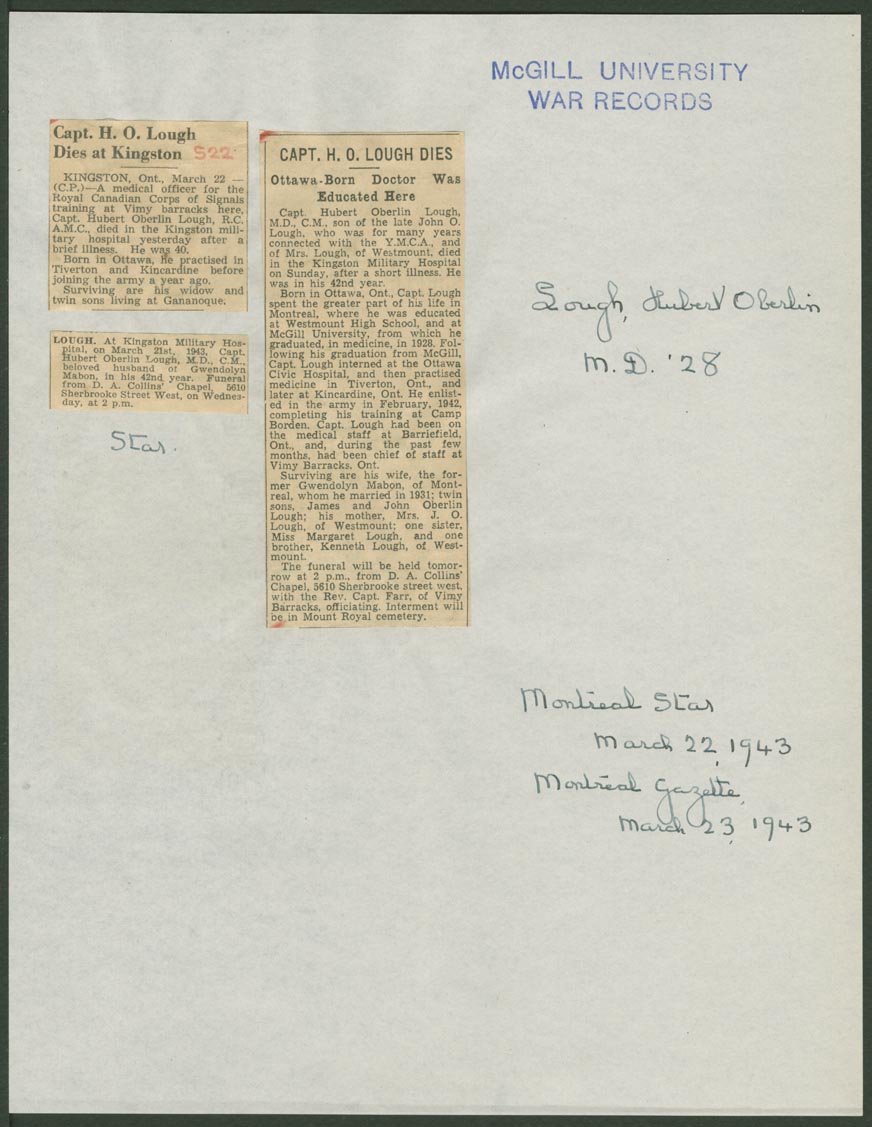 McGILL UNIVERSITY
WAR RECORDS
Capt. H. O. Lough
Dies at Kingston S22
KINGSTON, Ont., March 22 —
(C.P.)—A medical officer for the
Royal Canadian Corps of Signals
training at Vimy barracks here,
Capt. Hubert Oberlin Lough, R.C.
A.M.C., died in the Kingston mili-
tary hospital yesterday after a
brief illness. He was 40.
Born in Ottawa, he practised in
Tiverton and Kincardine before
joining the army a year ago.
Surviving are his widow and
twin sons living at Gananoque.
LOUGH. At Kingston Military Hos-
pital, on March 21st, 1943, Capt.
Hubert Oberlin Lough, M.D., C.M.,
beloved husband of Gwendolyn
Mabon, in his 42nd year. Funeral
from D. A. Collins' Chapel, 5610
Sherbrooke Street West, on Wednes-
day, at 2 p.m.
Star.
CAPT. H. O. LOUGH DIES
Ottawa-Born Doctor Was
Educated Here
Capt. Hubert Oberlin Lough,
M.D., C.M., son of the late John O.
Lough, who was for many years
connected with the Y.M.C.A., and
of Mrs. Lough, of Westmount, died
in the Kingston Military Hospital
on Sunday, after a short illness. He
was in his 42nd year.
Born in Ottawa, Ont., Capt. Lough
spent the greater part of his life in
Montreal, where he was educated
at Westmount High School, and at
McGill University, from which he
graduated, in medicine, in 1928. Fol-
lowing his graduation from McGill,
Capt. Lough interned at the Ottawa
Civic Hospital, and then practised
medicine in Tiverton, Ont., and
later at Kincardine, Ont. He enlist-
ed in the army in February, 1942,
completing his training at Camp
Borden. Capt. Lough had been on
the medical staff at Barriefield,
Ont., and, during the past few
months, had been chief of staff at
Vimy Barracks, Ont.
Surviving are his wife, the for-
mer Gwendolyn Mabon, of Mont-
real, whom he married in 1931; twin
sons, James and John Oberlin
Lough; his mother, Mrs. J. O.
Lough, of Westmount; one sister,
Miss Margaret Lough, and one
brother, Kenneth Lough, of West-
mount.
The funeral will be held tomor-
row at 2 p.m., from D. A. Collins'
Chapel, 5610 Sherbrooke street west,
with the Rev. Capt. Farr, of Vimy
Barracks, officiating. Interment will
be in Mount Royal cemetery.
Lough, Hubert Oberlin
M.D. '28
Montreal Star
March 22, 1943
Montreal Gazette,
March 23, 1943